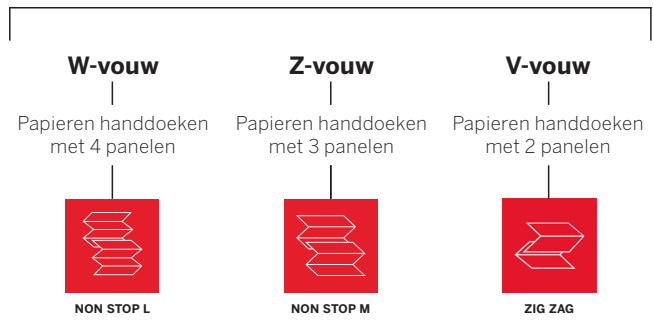 W-vouw
Papieren handdoeken
met 4 panelen
NON STOP L
Z-vouw
Papieren handdoeken
met 3 panelen
NON STOP M
V-vouw
Papieren handdoeken
met 2 panelen
ZIG ZAG